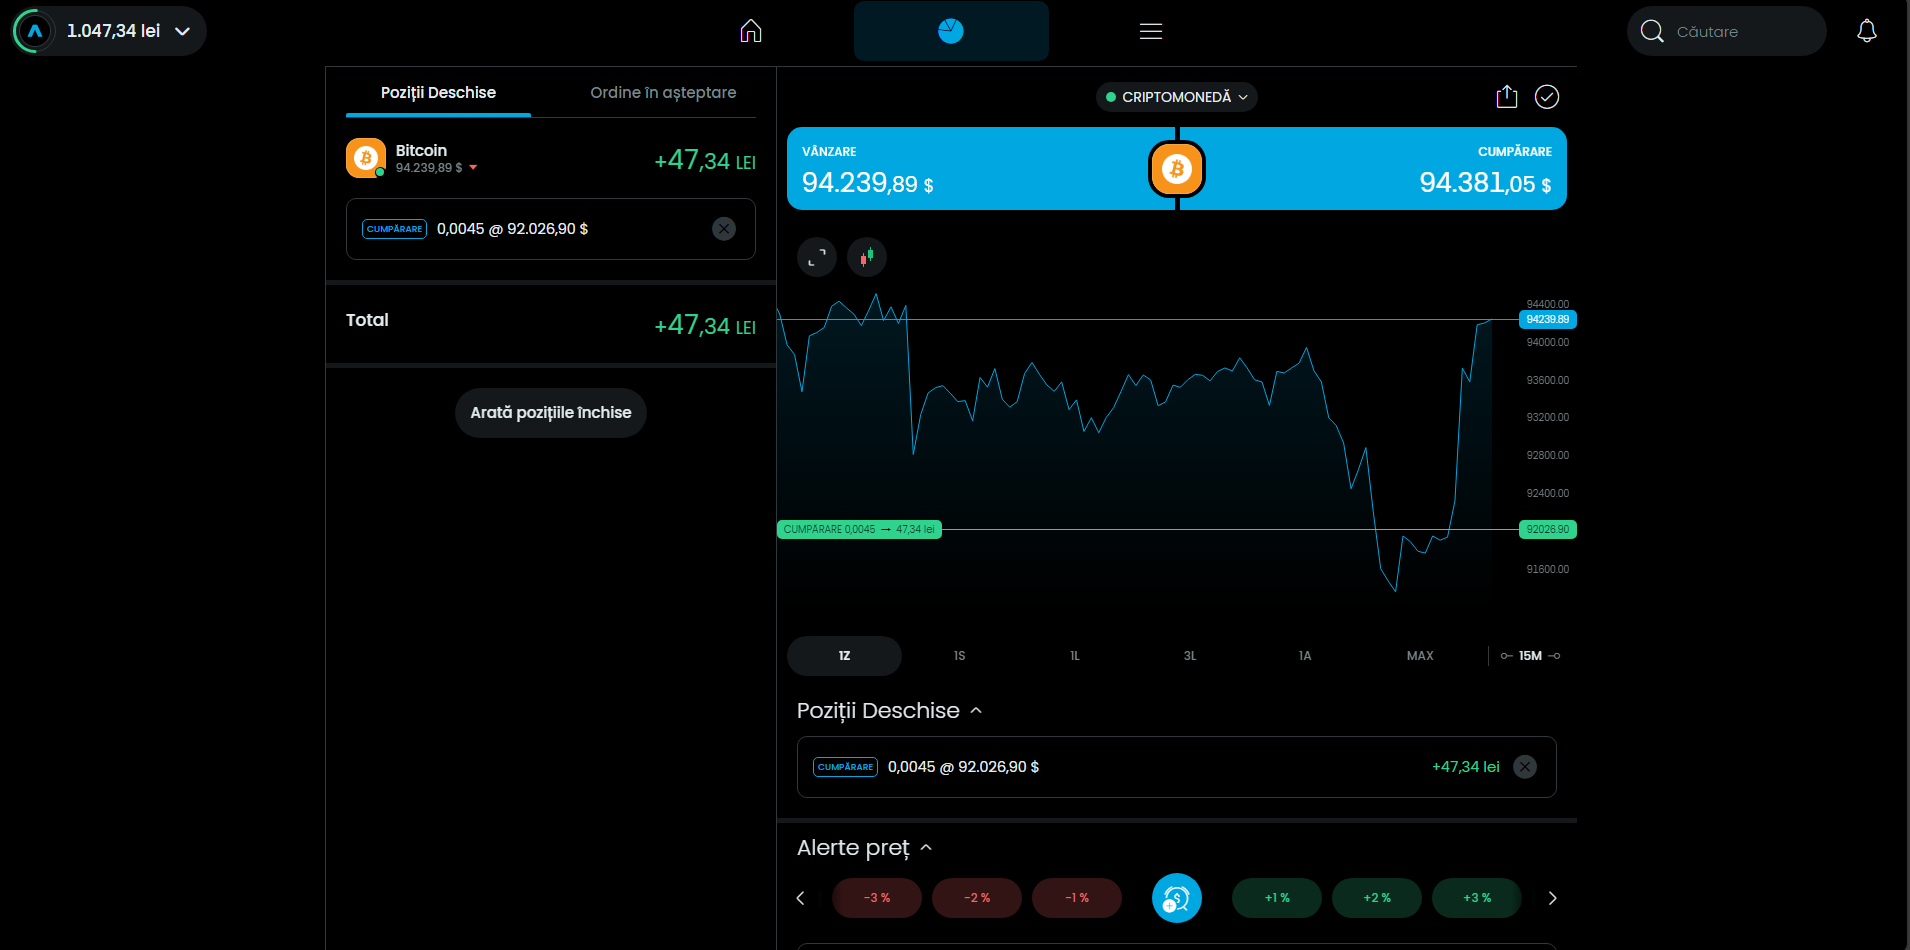 1.047,34 lei
Căutare
Poziții Deschise
Ordine în așteptare
Bitcoin
94.239,89 $
+47,34 LEI
CUMPĂRARE 0,0045 @ 92.026,90 $
Total
+47,34 LEI
Arată pozițiile închise
CRIPTOMONEDĂ
VÂNZARE
94.239,89 $
CUMPĂRARE
94.381,05 $
94400.00
94239.89
94000.00
93600.00
93200.00
92800.00
92400.00
CUMPĂRARE 0,0045 → 47,34 lei
92026.90
91600.00
1Z 1S 1L 3L 1A MAX 15M
Poziții Deschise
CUMPĂRARE 0,0045 @ 92.026,90 $ +47,34 lei
Alerte preț
-3 % -2 % -1 % +1 % +2 % +3 %